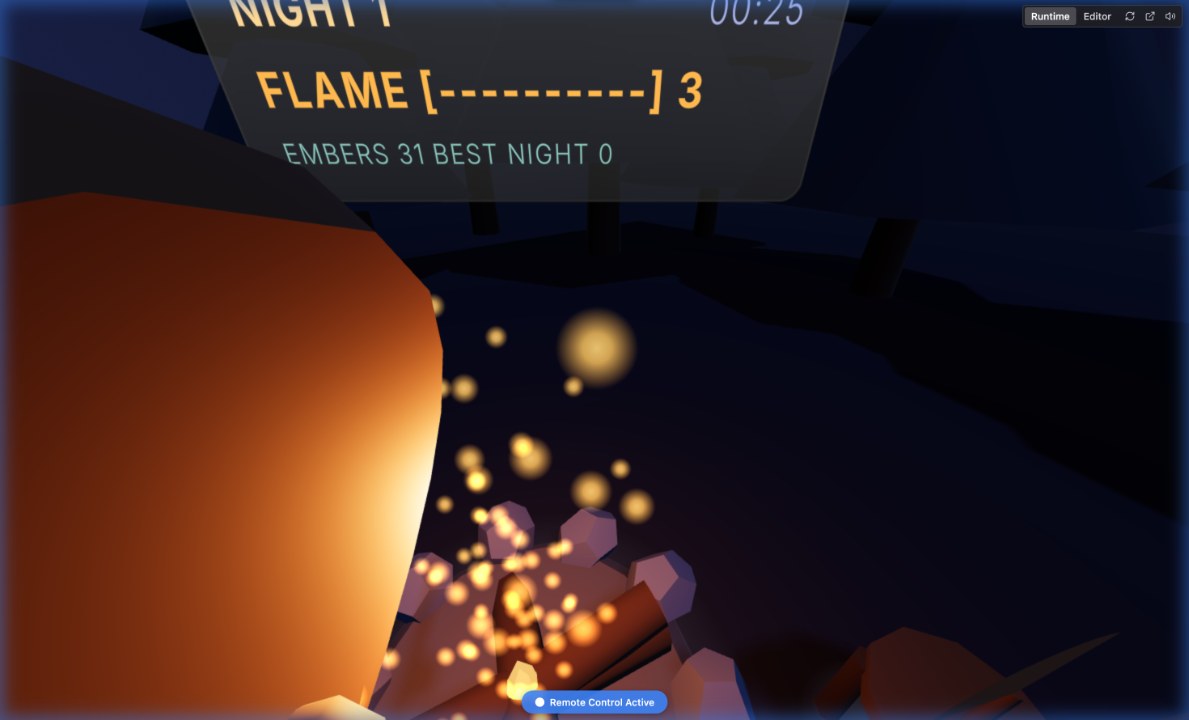 NIGHT 1 00:25
FLAME [----------] 3
EMBERS 31 BEST NIGHT 0
Runtime Editor
Remote Control Active